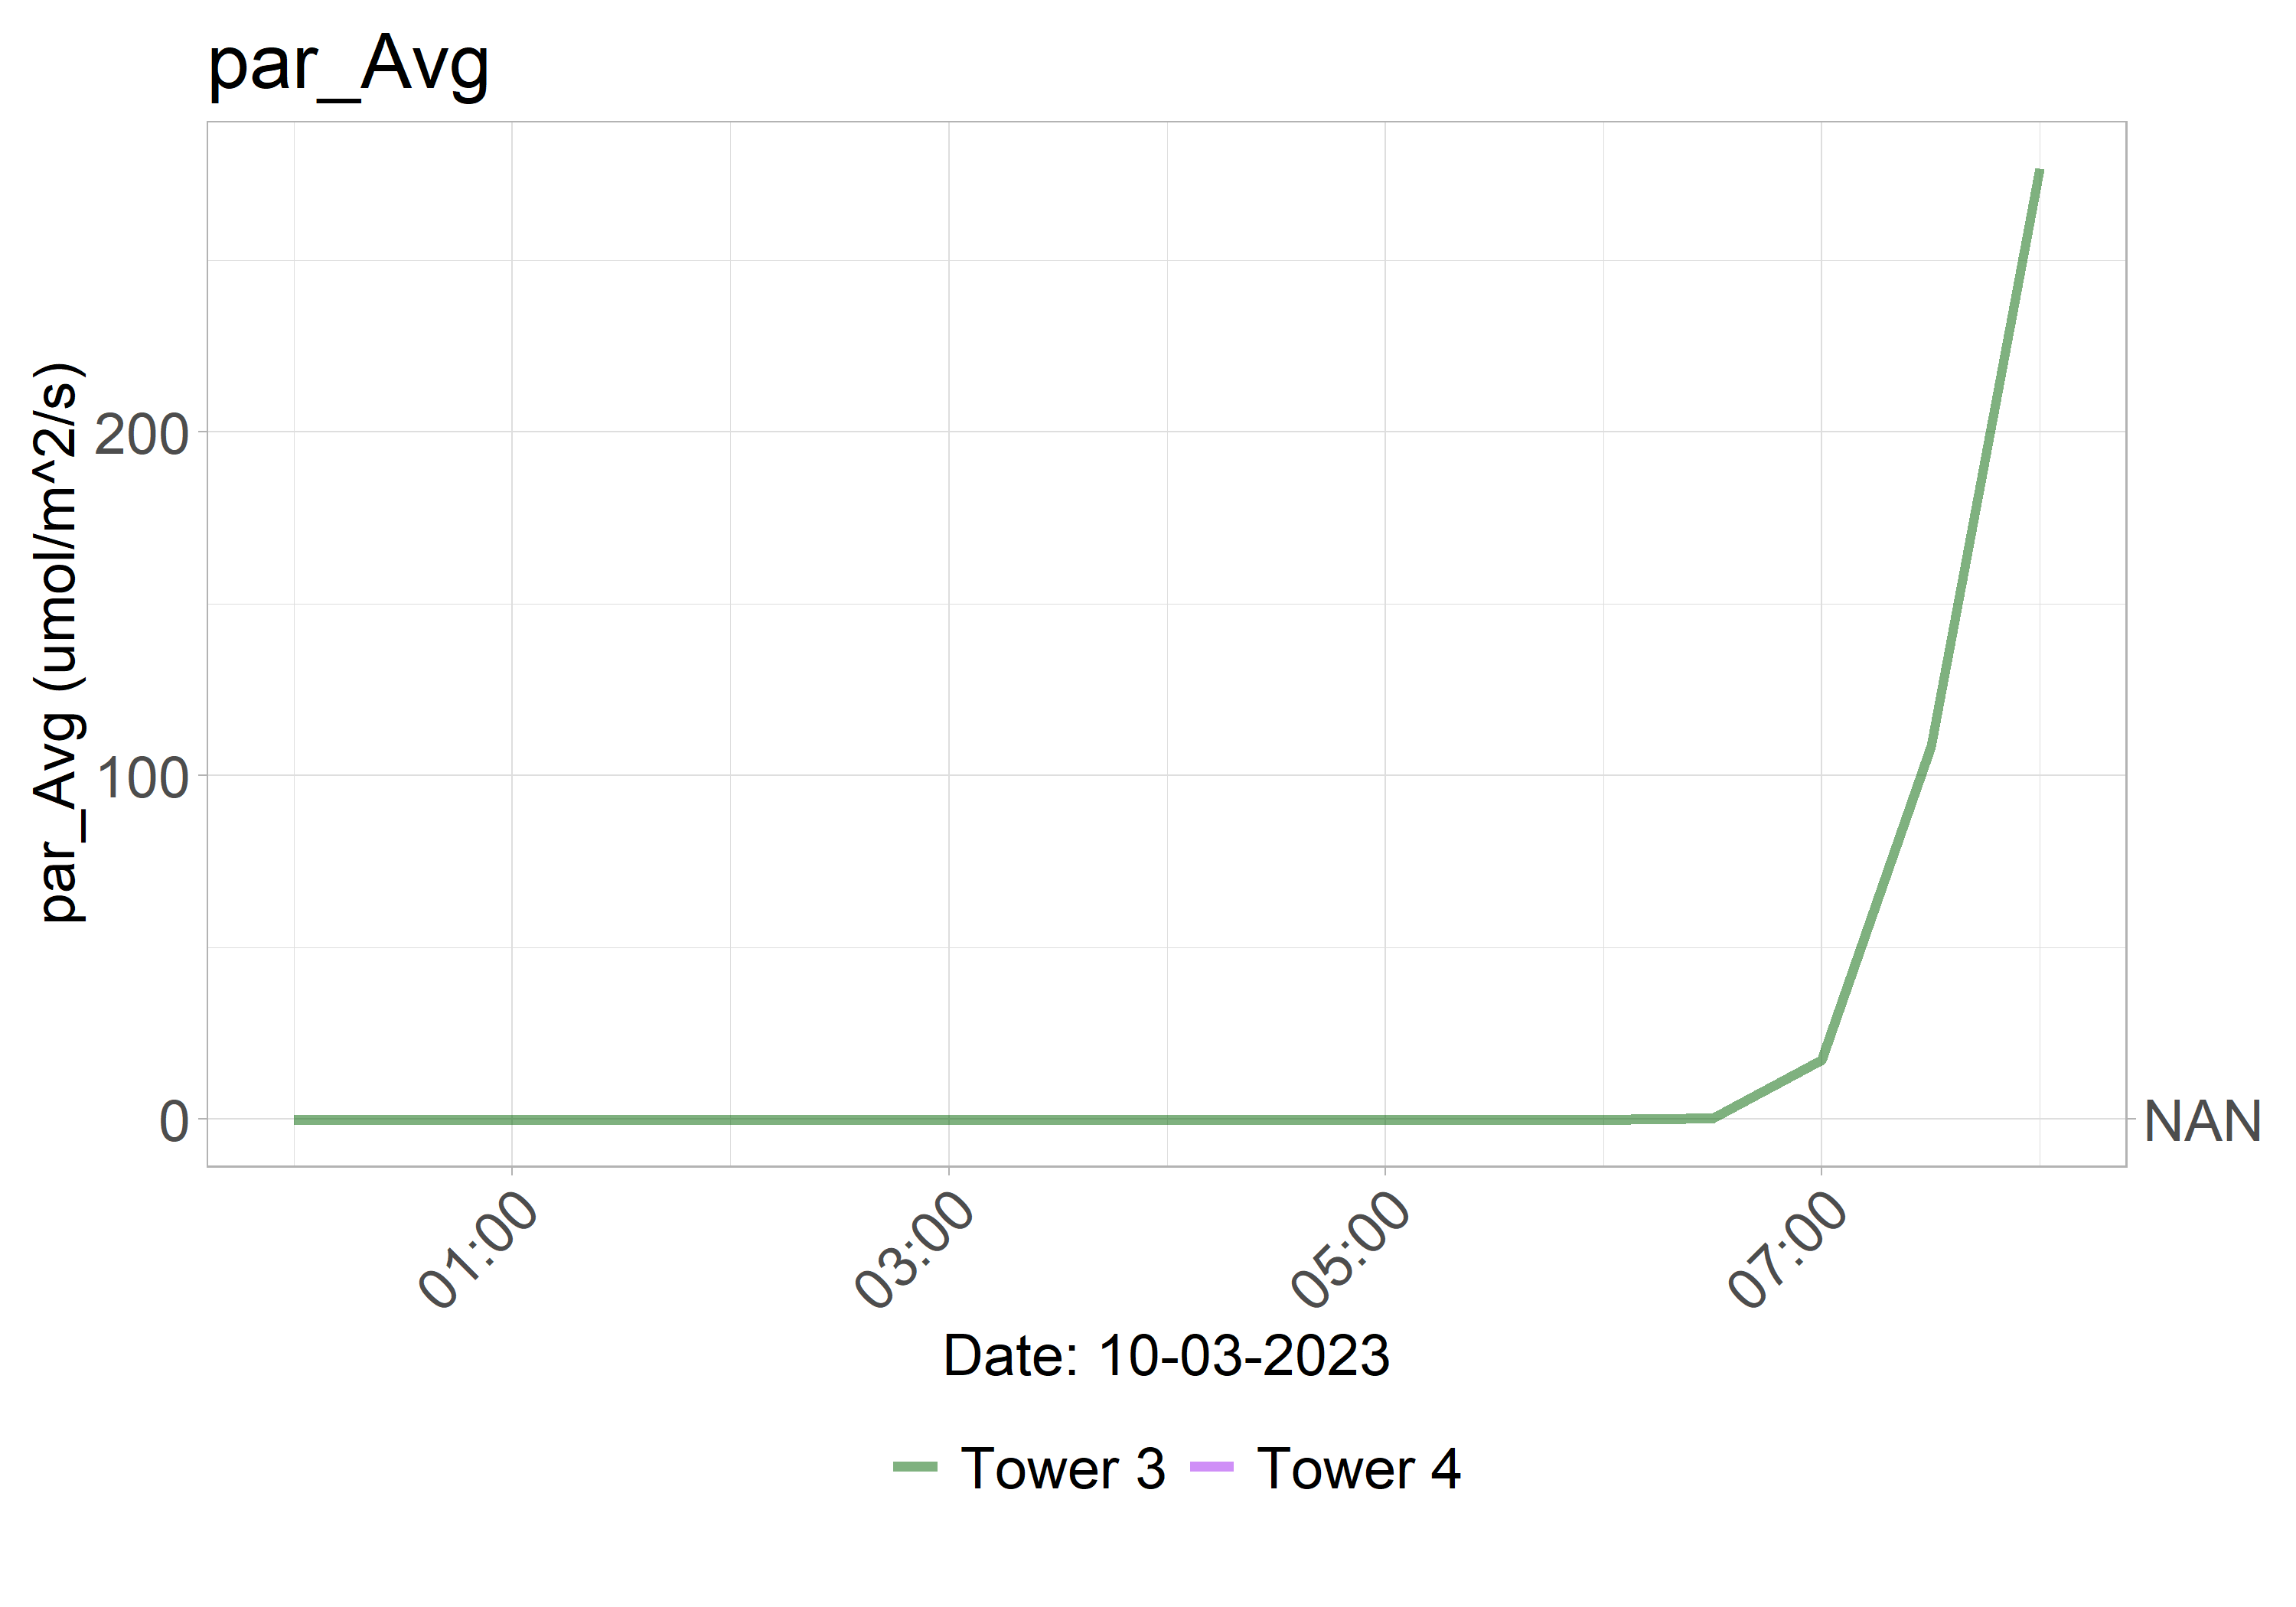 par_Avg
par_Avg (umol/m^2/s)
200
100
0
NAN
01:00
03:00
05:00
07:00
Date: 10-03-2023
Tower 3
Tower 4